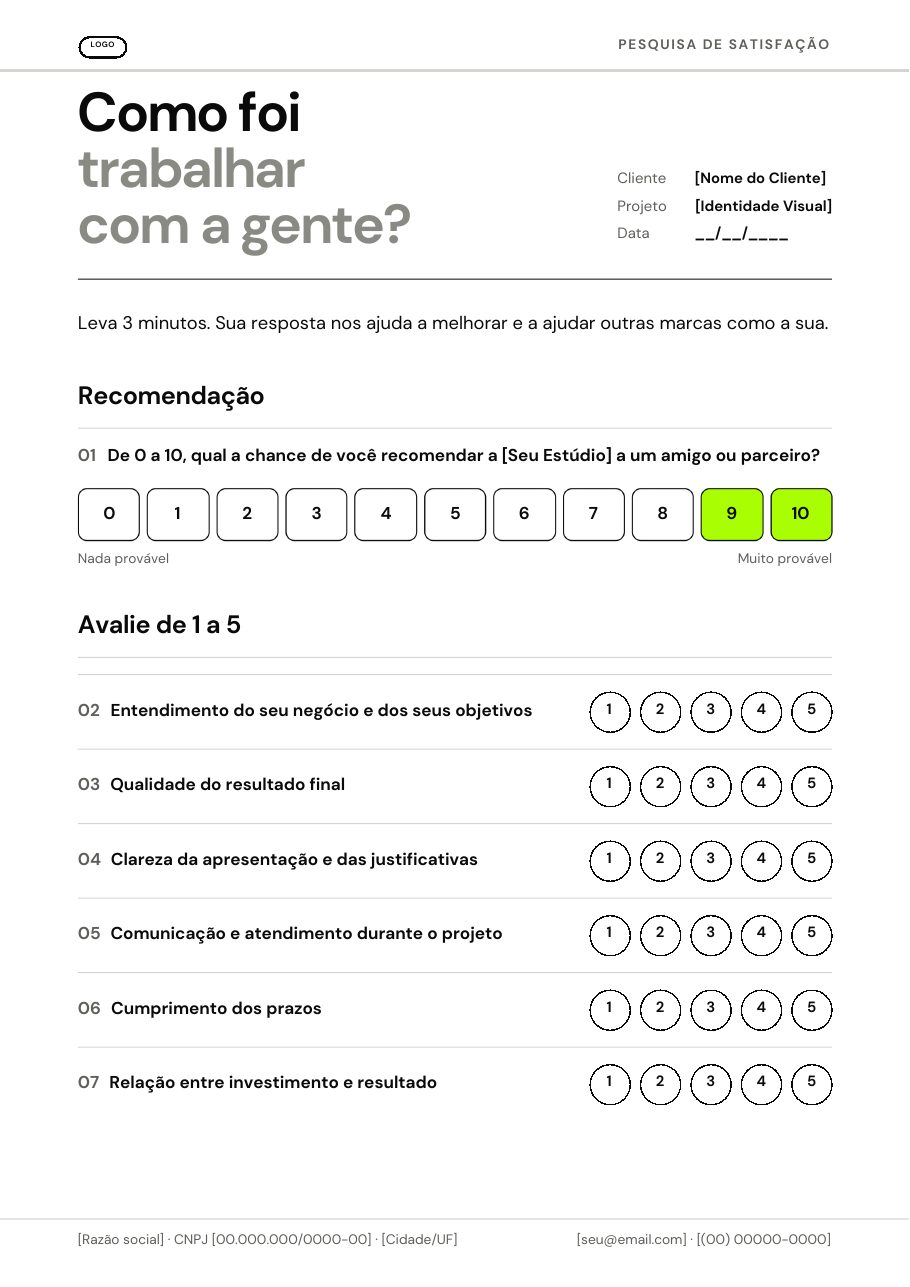 LOGO
PESQUISA DE SATISFAÇÃO
Como foi
trabalhar
com a gente?
Cliente [Nome do Cliente]
Projeto [Identidade Visual]
Data __/__/____
Leva 3 minutos. Sua resposta nos ajuda a melhorar e a ajudar outras marcas como a sua.
Recomendação
01 De 0 a 10, qual a chance de você recomendar a [Seu Estúdio] a um amigo ou parceiro?
0 1 2 3 4 5 6 7 8 9 10
Nada provável Muito provável
Avalie de 1 a 5
02 Entendimento do seu negócio e dos seus objetivos 1 2 3 4 5
03 Qualidade do resultado final 1 2 3 4 5
04 Clareza da apresentação e das justificativas 1 2 3 4 5
05 Comunicação e atendimento durante o projeto 1 2 3 4 5
06 Cumprimento dos prazos 1 2 3 4 5
07 Relação entre investimento e resultado 1 2 3 4 5
[Razão social] · CNPJ [00.000.000/0000-00] · [Cidade/UF] [seu@email.com] · [(00) 00000-0000]